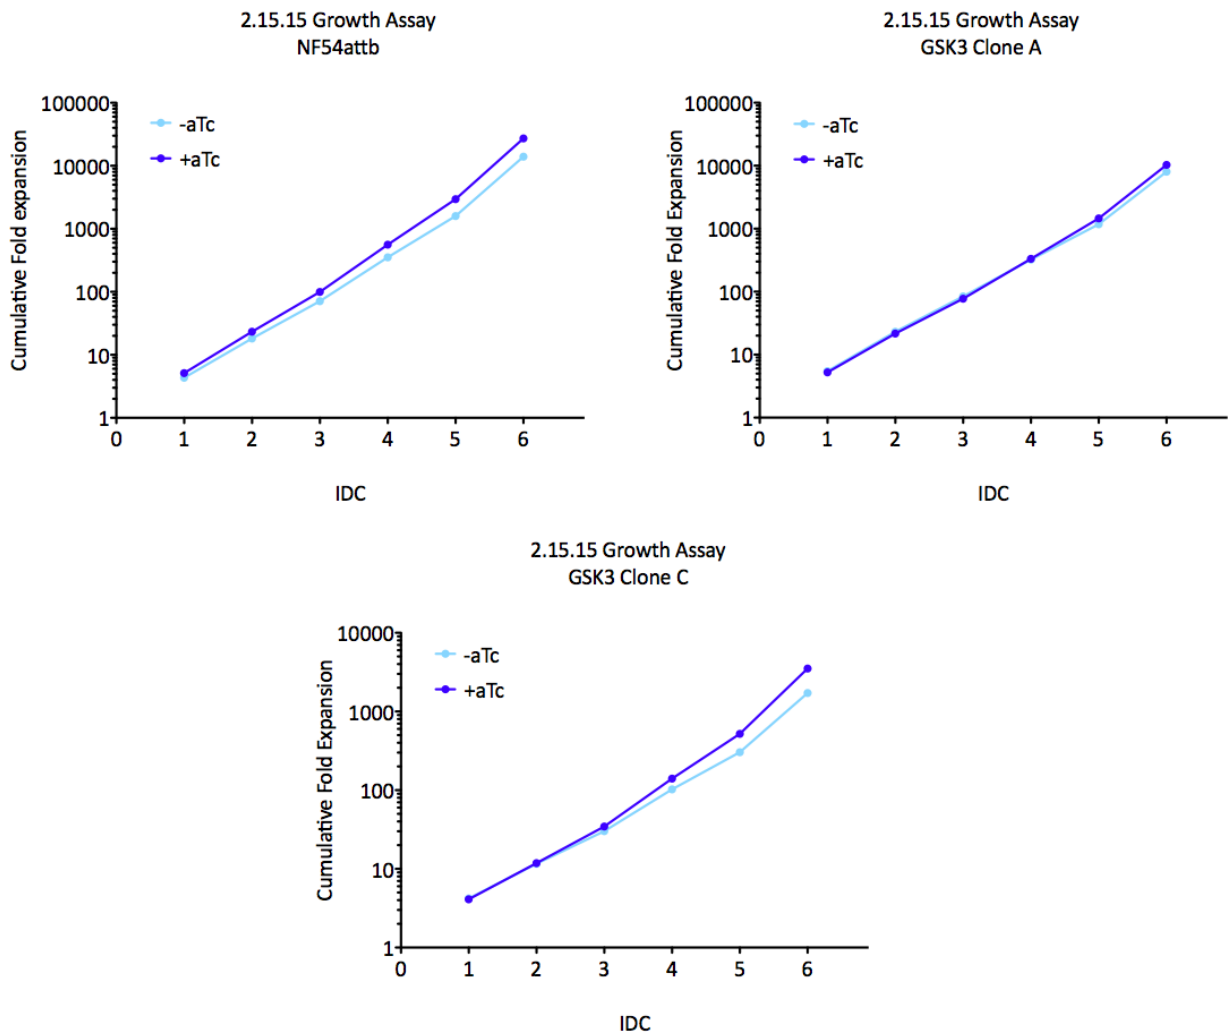 2.15.15 Growth Assay
NF54attb
Cumulative Fold expansion
100000
10000
1000
100
10
1
-aTc
+aTc
0 1 2 3 4 5 6
IDC
2.15.15 Growth Assay
GSK3 Clone A
Cumulative Fold Expansion
100000
10000
1000
100
10
1
-aTc
+aTc
0 1 2 3 4 5 6
IDC
2.15.15 Growth Assay
GSK3 Clone C
Cumulative Fold Expansion
10000
1000
100
10
1
-aTc
+aTc
0 1 2 3 4 5 6
IDC